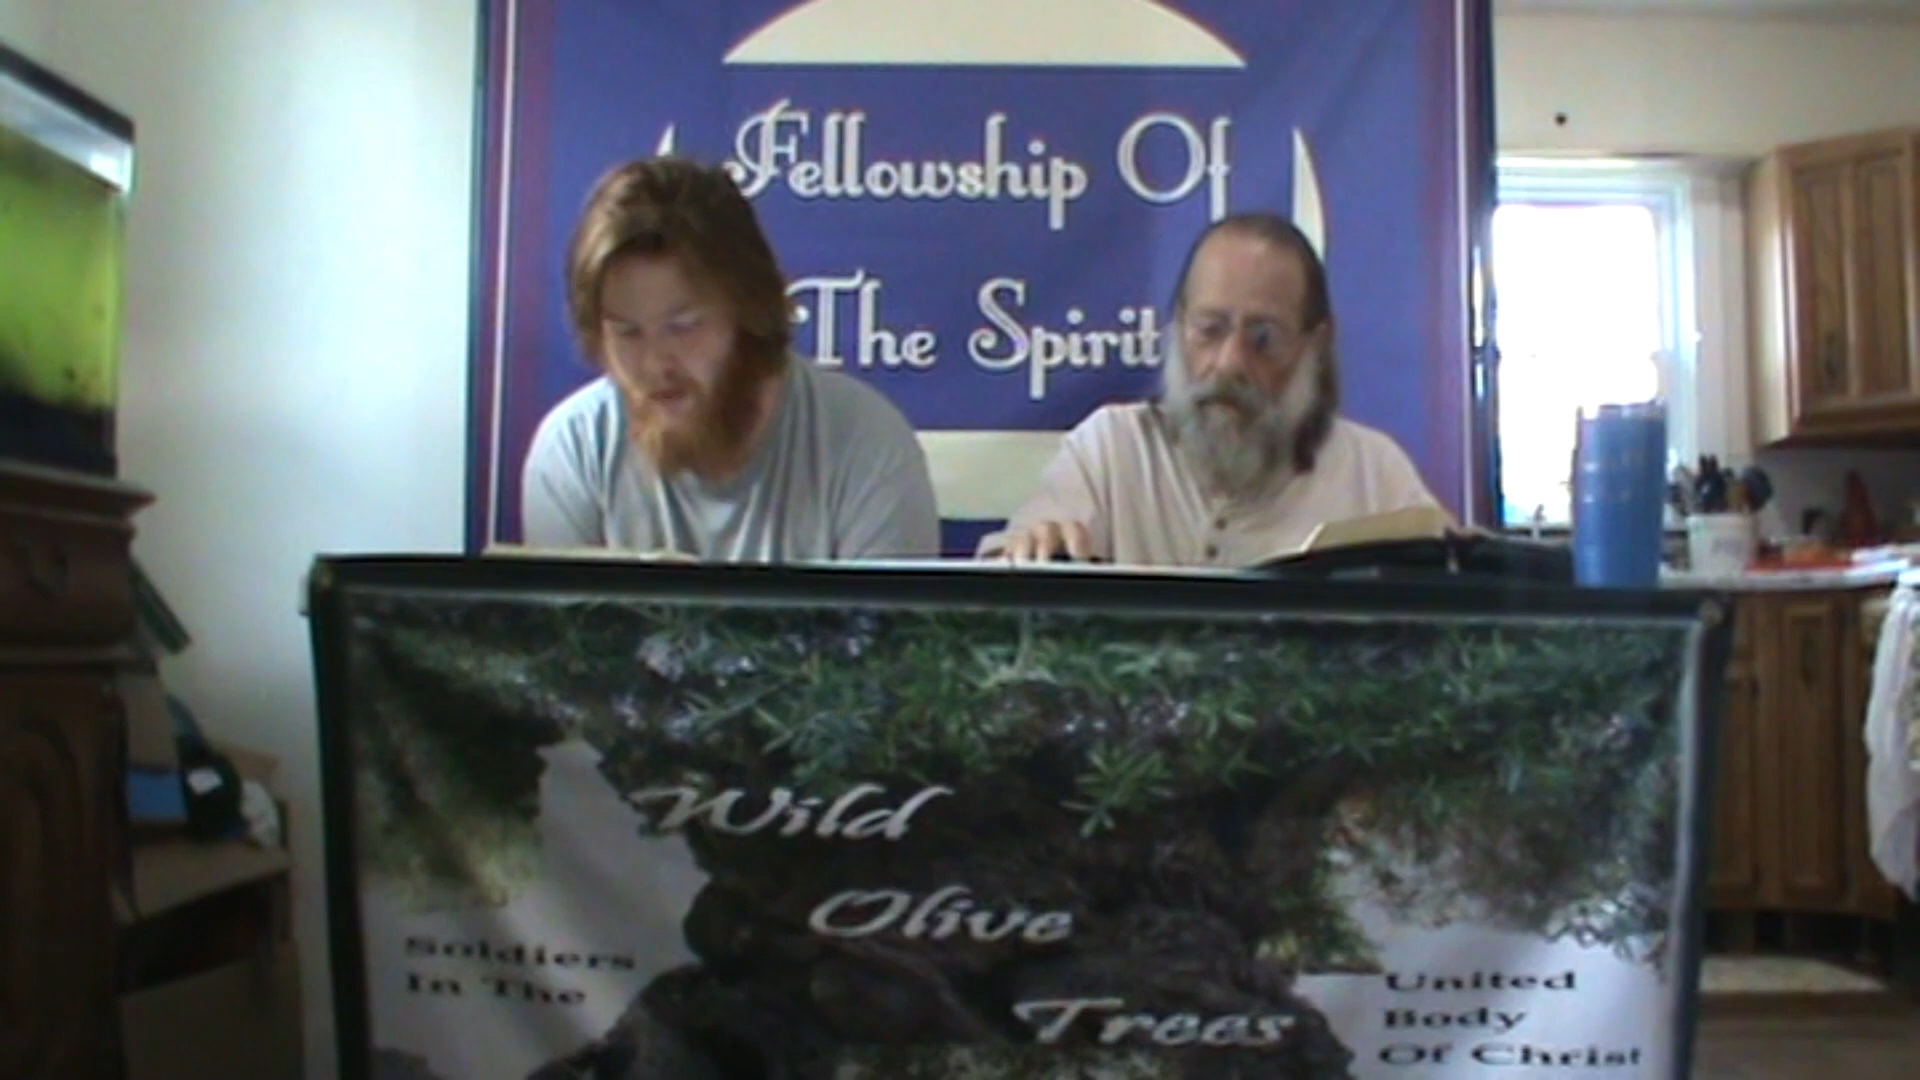 Fellowship Of
The Spirit
Wild
Olive
Trees
Soldiers
In The
United
Body
Of Christ